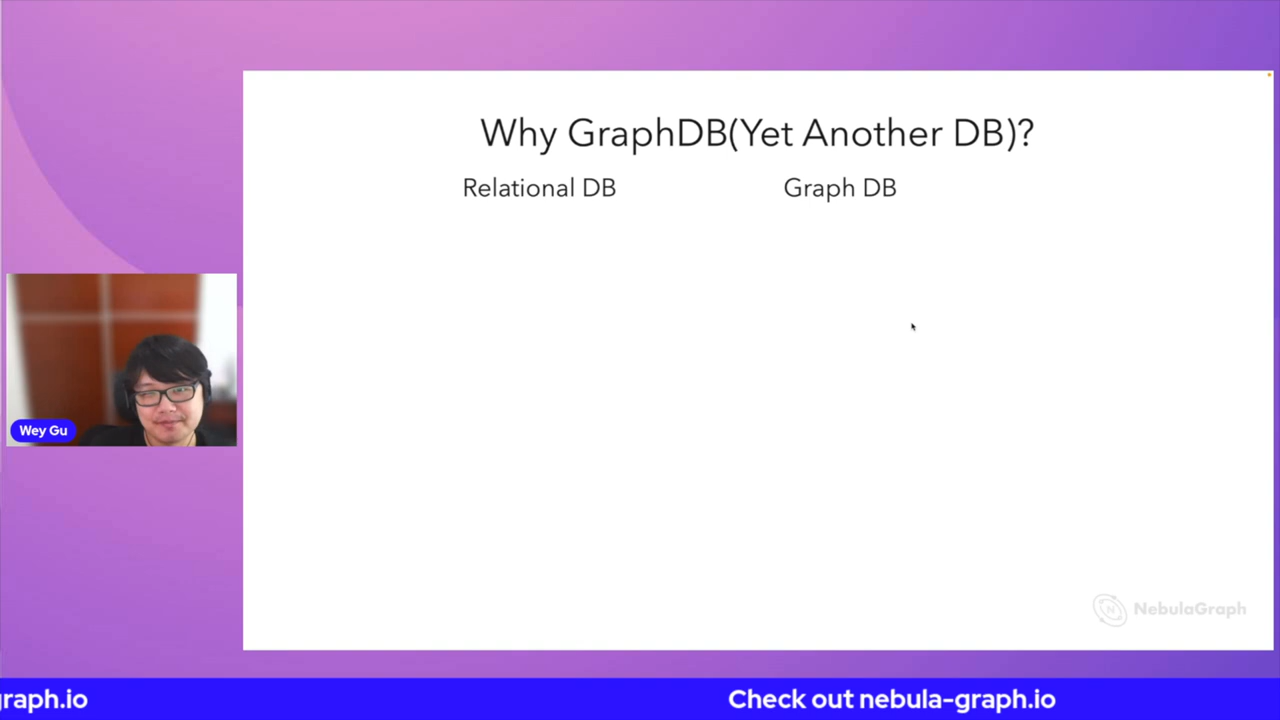 Why GraphDB(Yet Another DB)?
Relational DB
Graph DB
Wey Gu
NebulaGraph
graph.io
Check out nebula-graph.io